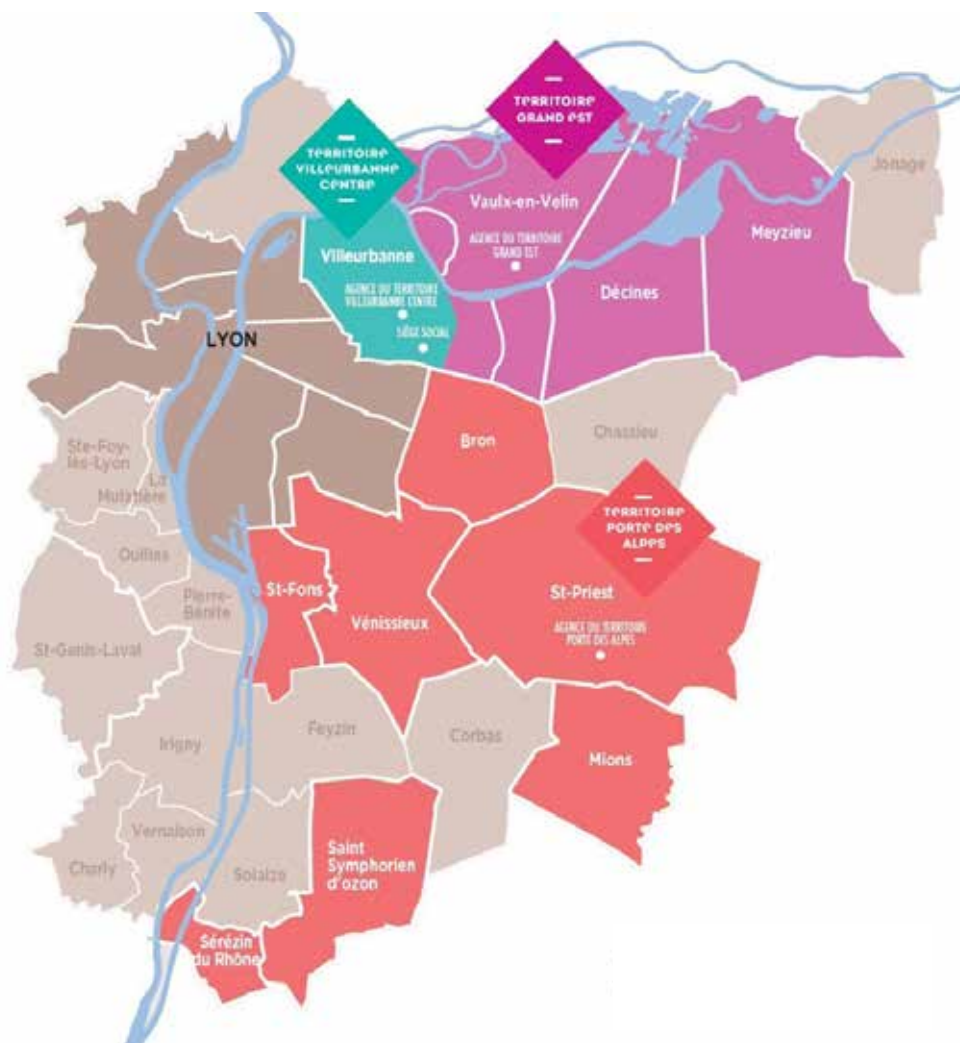 TERRITOIRE
GRAND EST
TERRITOIRE
VILLEURBANNE
CENTRE
Jonage
Vaulx-en-Velin
AGENCE DU TERRITOIRE
GRAND EST
Meyzieu
Villeurbanne
AGENCE DU TERRITOIRE
VILLEURBANNE CENTRE
SIÈGE SOCIAL
Décines
LYON
Bron
Chassieu
Ste-Foy-
lès-Lyon
La
Mulatière
TERRITOIRE
PORTE DES
ALPES
Oullins
St-Fons
Pierre-
Bénite
Vénissieux
St-Priest
AGENCE DU TERRITOIRE
PORTE DES ALPES
St-Genis-Laval
Irigny
Feyzin
Corbas
Mions
Vernaison
Charly
Solaize
Saint
Symphorien
d'ozon
Sérézin
du Rhône